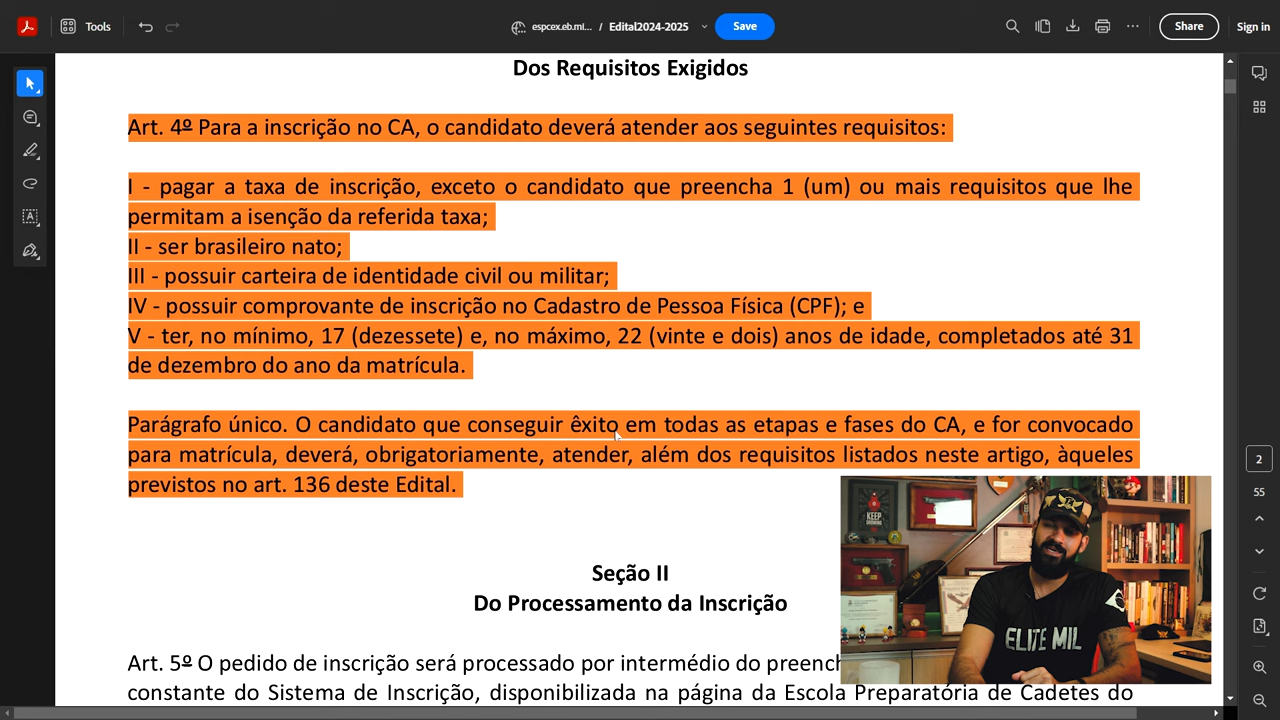 Tools
espcex.eb.mi... / Edital2024-2025
Save
Share
Sign in
Dos Requisitos Exigidos
Art. 4º Para a inscrição no CA, o candidato deverá atender aos seguintes requisitos:
I - pagar a taxa de inscrição, exceto o candidato que preencha 1 (um) ou mais requisitos que lhe
permitam a isenção da referida taxa;
II - ser brasileiro nato;
III - possuir carteira de identidade civil ou militar;
IV - possuir comprovante de inscrição no Cadastro de Pessoa Física (CPF); e
V - ter, no mínimo, 17 (dezessete) e, no máximo, 22 (vinte e dois) anos de idade, completados até 31
de dezembro do ano da matrícula.
Parágrafo único. O candidato que conseguir êxito em todas as etapas e fases do CA, e for convocado
para matrícula, deverá, obrigatoriamente, atender, além dos requisitos listados neste artigo, àqueles
previstos no art. 136 deste Edital.
2
55
KEEP
ELITE MIL
Seção II
Do Processamento da Inscrição
Art. 5º O pedido de inscrição será processado por intermédio do preench
constante do Sistema de Inscrição, disponibilizada na página da Escola Preparatória de Cadetes do